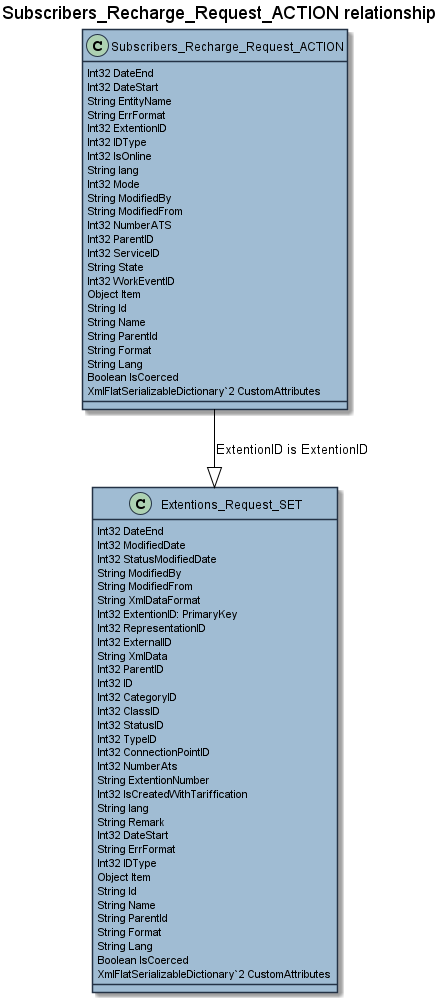 Subscribers_Recharge_Request_ACTION relationship
C Subscribers_Recharge_Request_ACTION
Int32 DateEnd
Int32 DateStart
String EntityName
String ErrFormat
Int32 ExtentionID
Int32 IDType
Int32 IsOnline
String lang
Int32 Mode
String ModifiedBy
String ModifiedFrom
Int32 NumberATS
Int32 ParentID
Int32 ServiceID
String State
Int32 WorkEventID
Object Item
String Id
String Name
String ParentId
String Format
String Lang
Boolean IsCoerced
XmlFlatSerializableDictionary`2 CustomAttributes
ExtentionID is ExtentionID
C Extentions_Request_SET
Int32 DateEnd
Int32 ModifiedDate
Int32 StatusModifiedDate
String ModifiedBy
String ModifiedFrom
String XmlDataFormat
Int32 ExtentionID: PrimaryKey
Int32 RepresentationID
Int32 ExternalID
String XmlData
Int32 ParentID
Int32 ID
Int32 CategoryID
Int32 ClassID
Int32 StatusID
Int32 TypeID
Int32 ConnectionPointID
Int32 NumberAts
String ExtentionNumber
Int32 IsCreatedWithTariffication
String lang
String Remark
Int32 DateStart
String ErrFormat
Int32 IDType
Object Item
String Id
String Name
String ParentId
String Format
String Lang
Boolean IsCoerced
XmlFlatSerializableDictionary`2 CustomAttributes